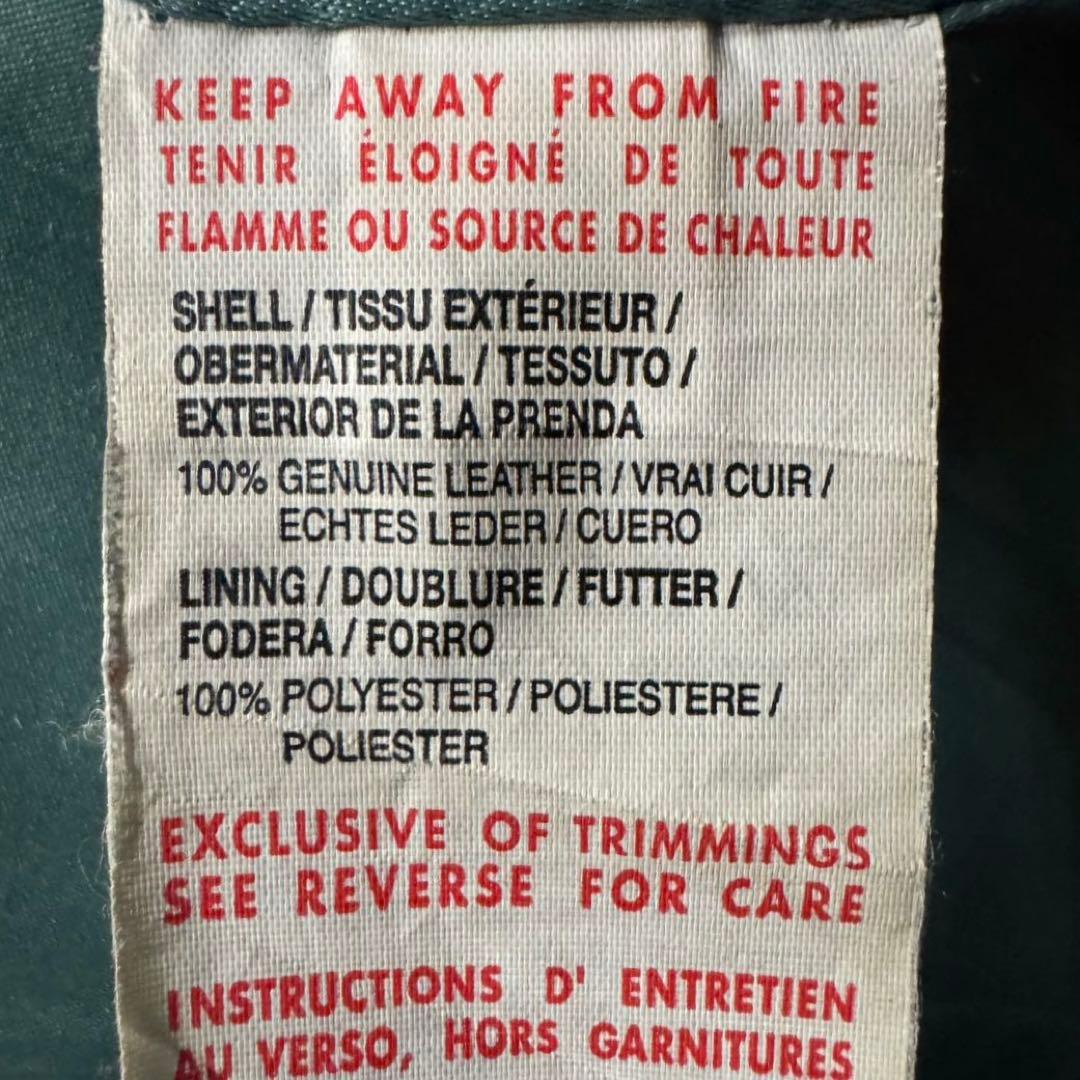 KEEP AWAY FROM FIRE
TENIR ÉLOIGNÉ DE TOUTE
FLAMME OU SOURCE DE CHALEUR
SHELL / TISSU EXTÉRIEUR /
OBERMATERIAL / TESSUTO /
EXTERIOR DE LA PRENDA
100% GENUINE LEATHER / VRAI CUIR /
ECHTES LEDER / CUERO
LINING / DOUBLURE / FUTTER /
FODERA / FORRO
100% POLYESTER / POLIESTERE /
POLIESTER
EXCLUSIVE OF TRIMMINGS
SEE REVERSE FOR CARE
INSTRUCTIONS D' ENTRETIEN
AU VERSO, HORS GARNITURES